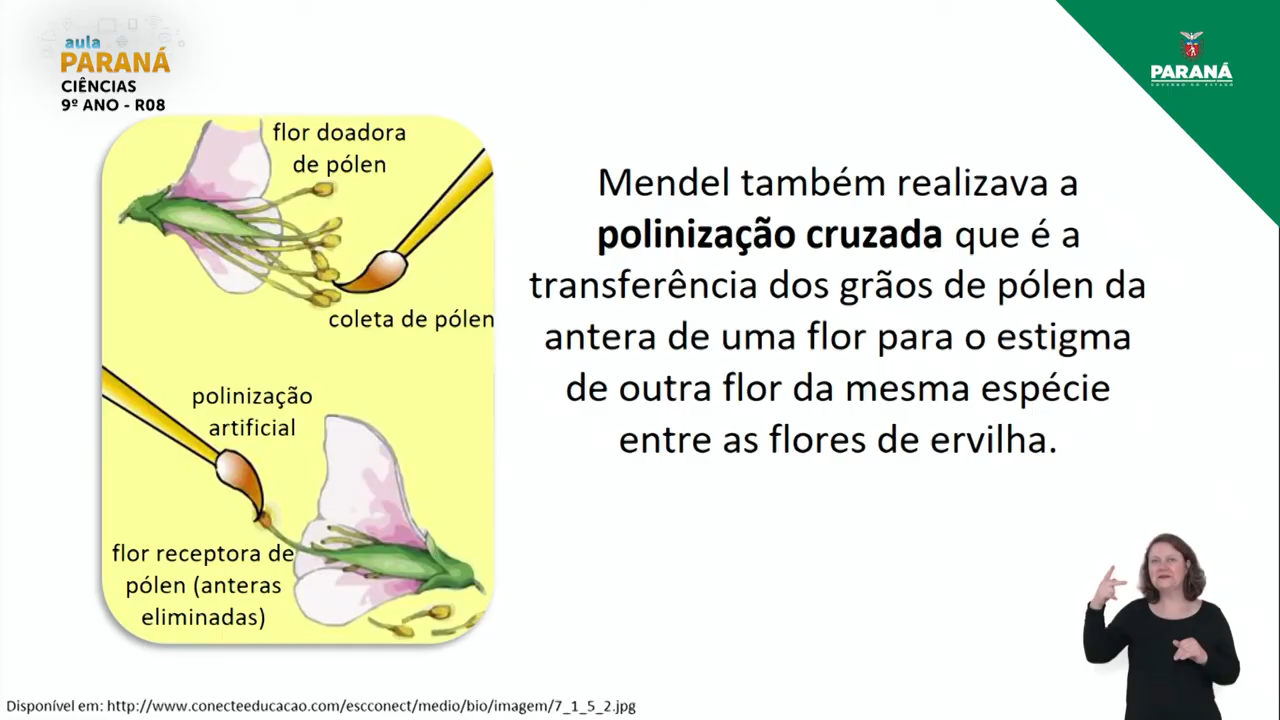 aula
PARANÁ
CIÊNCIAS
9º ANO - R08
PARANÁ
GOVERNO DO ESTADO
flor doadora
de pólen
coleta de pólen
polinização
artificial
flor receptora de
pólen (anteras
eliminadas)
Mendel também realizava a
polinização cruzada que é a
transferência dos grãos de pólen da
antera de uma flor para o estigma
de outra flor da mesma espécie
entre as flores de ervilha.
Disponível em: http://www.conecteeducacao.com/escconect/medio/bio/imagem/7_1_5_2.jpg